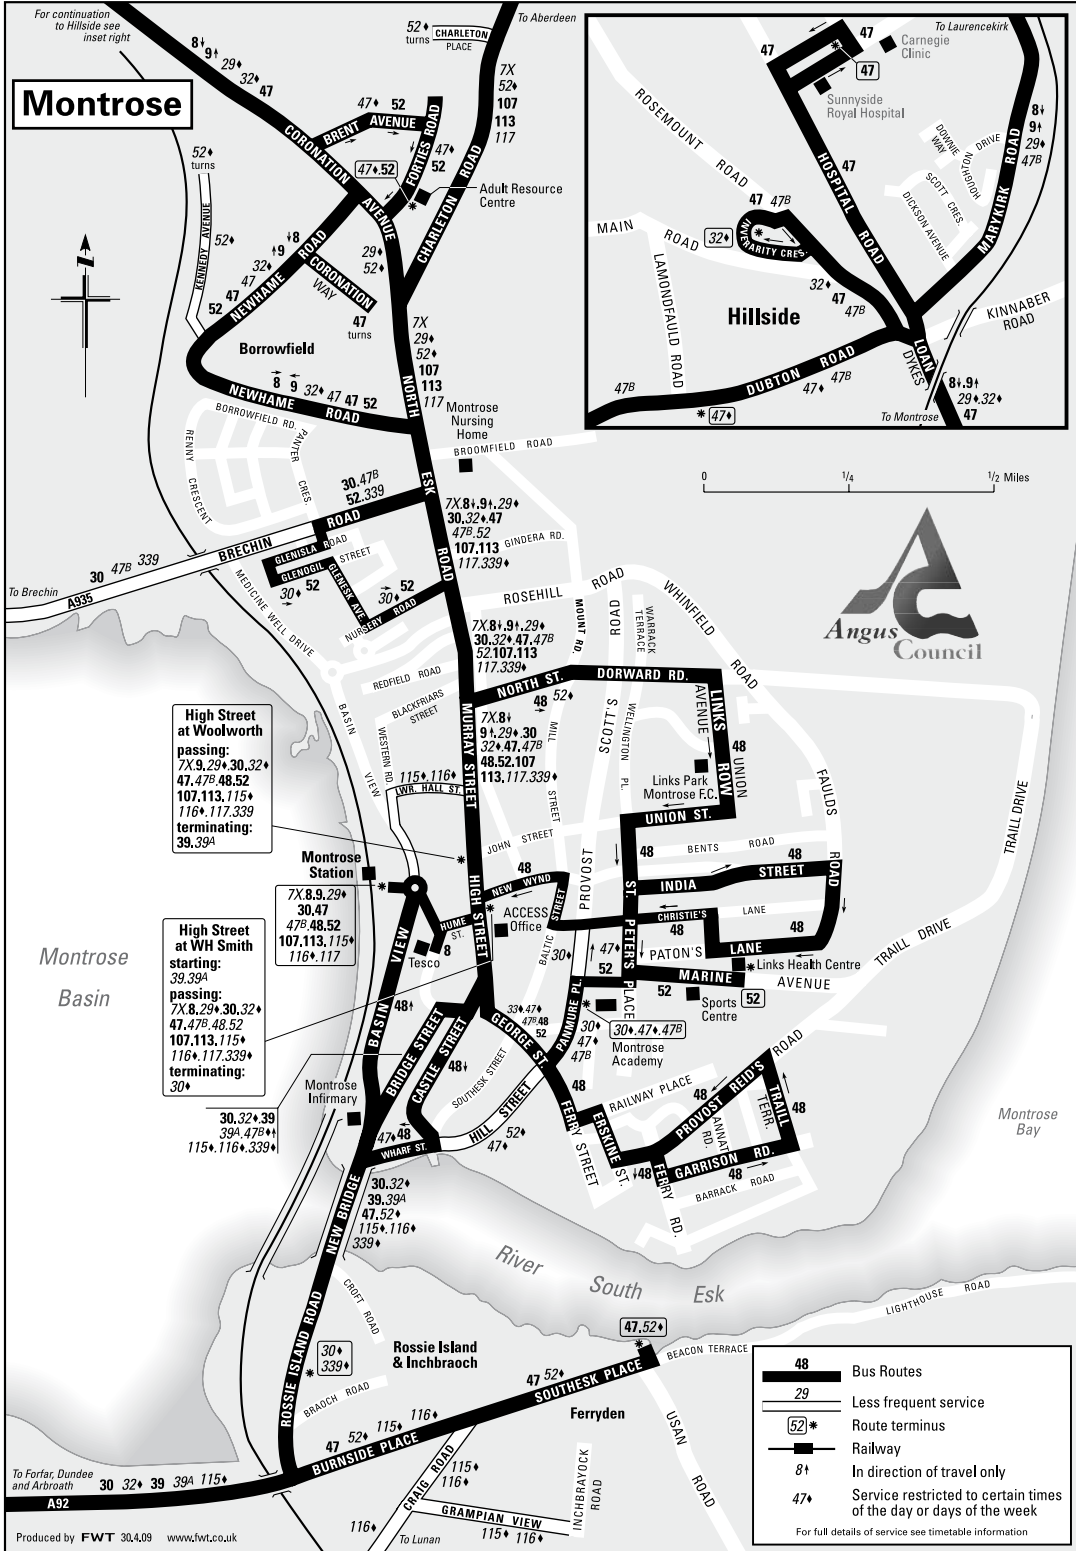 For continuation
to Hillside see
inset right
Montrose
8↓
9↑
29♦
32♦
47
52♦
turns
CHARLETON
PLACE
To Aberdeen
7X
52♦
107
113
117
47♦ 52
BRENT AVENUE
FORTIES ROAD
47♦
52
47♦.52
Adult Resource
Centre
CORONATION AVENUE
CHARLETON ROAD
52♦
turns
KENNEDY AVENUE
52♦
NEWHAME ROAD
↓8
↑9
32♦
47
47
52
CORONATION
WAY
47
turns
29♦
52♦
N
Borrowfield
8 9 32♦ 47 47 52
NEWHAME ROAD
7X
29♦
52♦
107
113
117
NORTH ESK ROAD
Montrose
Nursing
Home
BROOMFIELD ROAD
BORROWFIELD RD.
PANTER CRES.
RENNY CRESCENT
30.47B
52.339
BRECHIN ROAD
30 47B 339
To Brechin
A935
GLENISLA ROAD
GLENOGIL STREET
30♦ 52
GLENESK AVE.
NURSERY ROAD
52
30♦
MEDICINE WELL DRIVE
7X.8↓.9↑.29♦
30.32♦.47
47B.52
107.113
117.339♦
GINDERA RD.
ROSEHILL ROAD
MOUNT RD.
WARRACK TERRACE
WHINFIELD ROAD
7X.8↓.9↑.29♦
30.32♦.47.47B
52.107.113
117.339♦
REDFIELD ROAD
BLACKFRIARS
STREET
WESTERN RD.
BASIN VIEW
NORTH ST.
48 52♦
DORWARD RD.
LINKS AVENUE
LINKS ROW
48
UNION
SCOTT'S ROAD
WELLINGTON PL.
MILL STREET
MURRAY STREET
7X.8↓
9↑.29♦.30
32♦.47.47B
48.52.107
113.117.339♦
115♦.116♦
WR. HALL ST.
High Street
at Woolworth
passing:
7X.9.29♦.30.32♦
47.47B.48.52
107.113.115♦
116♦.117.339
terminating:
39.39A
Links Park
Montrose F.C.
UNION ST.
BENTS ROAD
48
INDIA STREET
48
FAULDS ROAD
TRAILL DRIVE
TRAILL DRIVE
JOHN STREET
PROVOST
48
NEW WYND
HIGH STREET
STREET
Montrose
Station
7X.8.9.29♦
30.47
47B.48.52
107.113.115♦
116♦.117
HUME
ST.
8
Tesco
ACCESS
Office
BALTIC
30♦
47♦
CHRISTIE'S LANE
48
48
PATON'S LANE
Links Health Centre
MARINE AVENUE
52
52
52
Sports
Centre
ST. PETER'S PLACE
High Street
at WH Smith
starting:
39.39A
passing:
7X.8.29♦.30.32♦
47.47B.48.52
107.113.115♦
116♦.117.339♦
terminating:
30♦
Montrose
Basin
BASIN VIEW
48↑
BRIDGE STREET
CASTLE STREET
48↓
GEORGE ST.
33♦.47♦
47B.48
52
PANMURE PL.
30♦
47♦
47B
30♦.47♦.47B
Montrose
Academy
SOUTHESK STREET
HILL STREET
52♦
47♦
Montrose
Infirmary
30.32♦.39
39A.47B♦↑
115♦.116♦.339♦
47♦ 48
WHARF ST.
48
FERRY STREET
RAILWAY PLACE
ERSKINE ST.
↓48
FERRY RD.
48
PROVOST REID'S ROAD
ANNAT RD.
TRAILL
TERR.
48
GARRISON RD.
48
BARRACK ROAD
Montrose
Bay
NEW BRIDGE
30.32♦
39.39A
47.52♦
115♦.116♦
339♦
River South Esk
LIGHTHOUSE ROAD
CROFT ROAD
ROSSIE ISLAND ROAD
30♦
339♦
Rossie Island
& Inchbraoch
BRAOCH ROAD
47.52♦
BEACON TERRACE
47 52♦
SOUTHESK PLACE
Ferryden
USAN ROAD
47 52♦ 115♦ 116♦
BURNSIDE PLACE
CRAIG ROAD
115♦
116♦
GRAMPIAN VIEW
115♦ 116♦
INCHBRAYOCK ROAD
116♦
To Lunan
To Forfar, Dundee
and Arbroath
30 32♦ 39 39A 115♦
A92
Produced by FWT 30.4.09 www.fwt.co.uk
To Laurencekirk
47
47
47
Carnegie
Clinic
Sunnyside
Royal Hospital
ROSEMOUNT ROAD
47
HOSPITAL ROAD
DOWNIE WAY
HOUGHTON DRIVE
SCOTT CRES.
DICKSON AVENUE
MARYKIRK ROAD
8↓
9↑
29♦
47B
MAIN ROAD
47 47B
32♦
INVERARITY CRES.
LAMONDFAULD ROAD
Hillside
32♦
47
47B
KINNABER
ROAD
LOAN
DYKES
DUBTON ROAD
47B
47♦ 47B
47♦
8↓.9↑
29♦.32♦
47
To Montrose
0 1/4 1/2 Miles
Angus
Council
48 Bus Routes
29 Less frequent service
52 * Route terminus
Railway
8↑ In direction of travel only
47♦ Service restricted to certain times
of the day or days of the week
For full details of service see timetable information